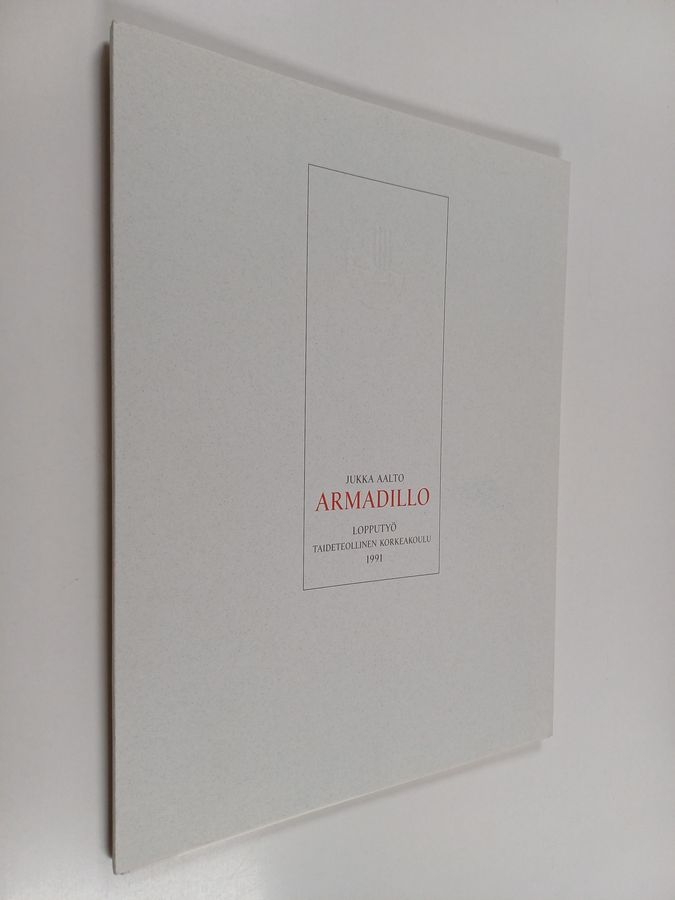 JUKKA AALTO
ARMADILLO
LOPPUTYÖ
TAIDETEOLLINEN KORKEAKOULU
1991